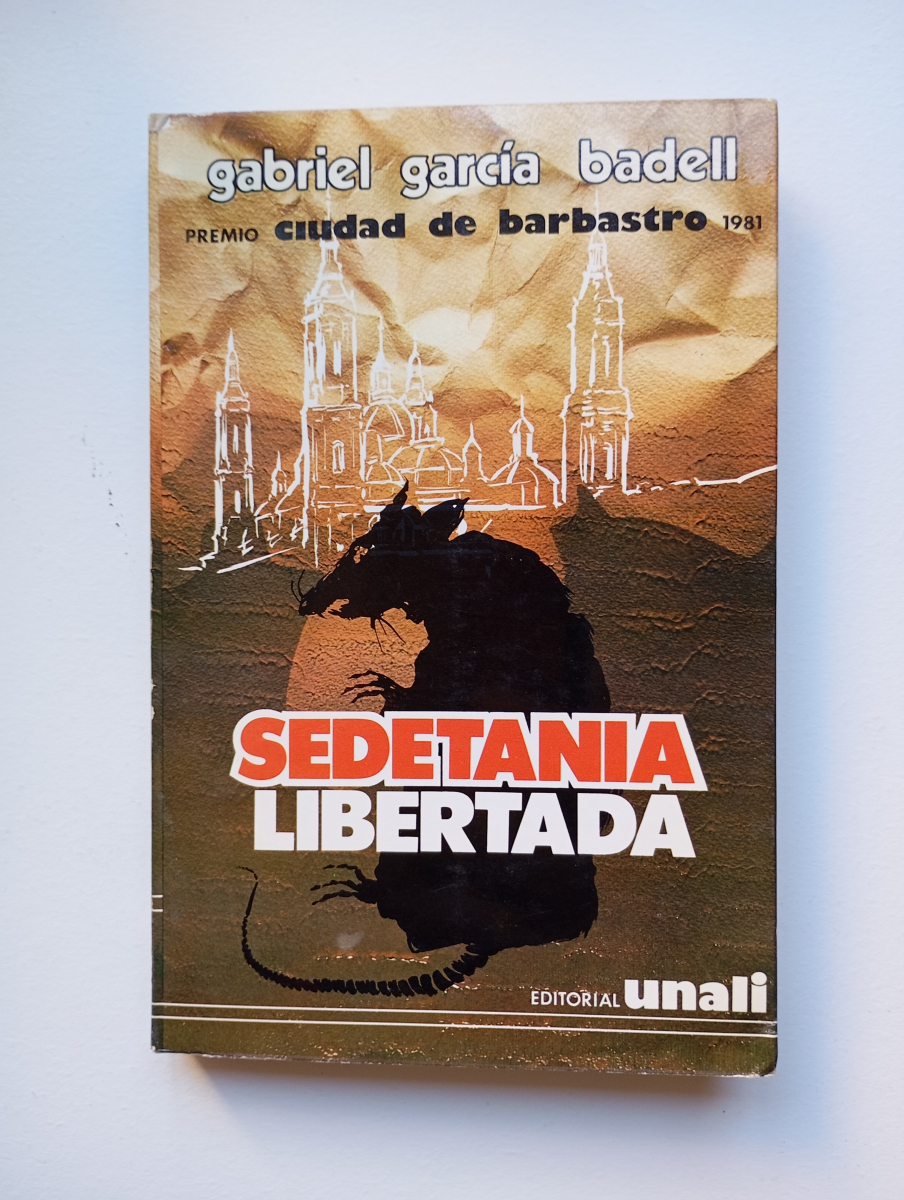 gabriel garcía badell
PREMIO ciudad de barbastro 1981
SEDETANIA
LIBERTADA
EDITORIAL unali